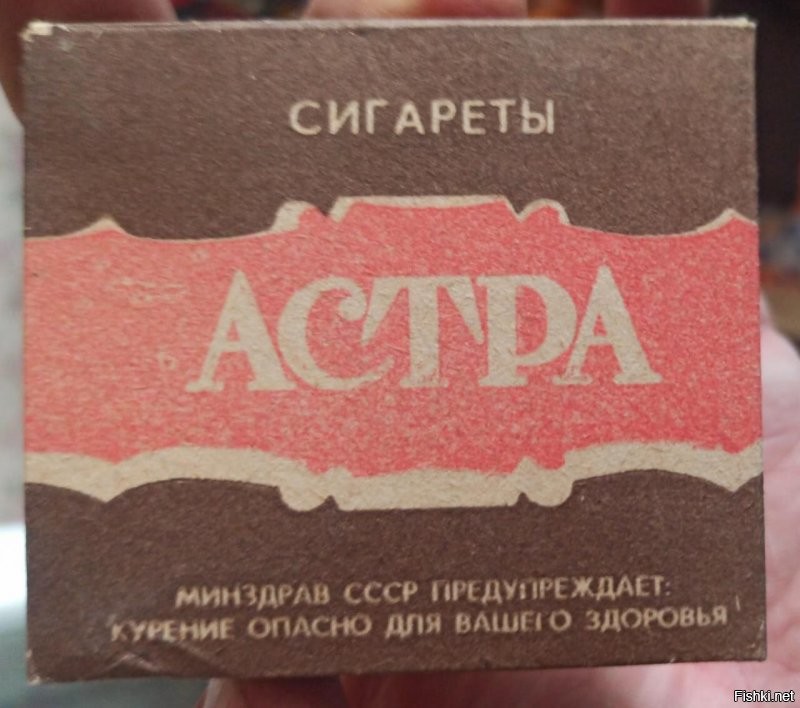 СИГАРЕТЫ
АСТРА
МИНЗДРАВ СССР ПРЕДУПРЕЖДАЕТ:
КУРЕНИЕ ОПАСНО ДЛЯ ВАШЕГО ЗДОРОВЬЯ
Fishki.net